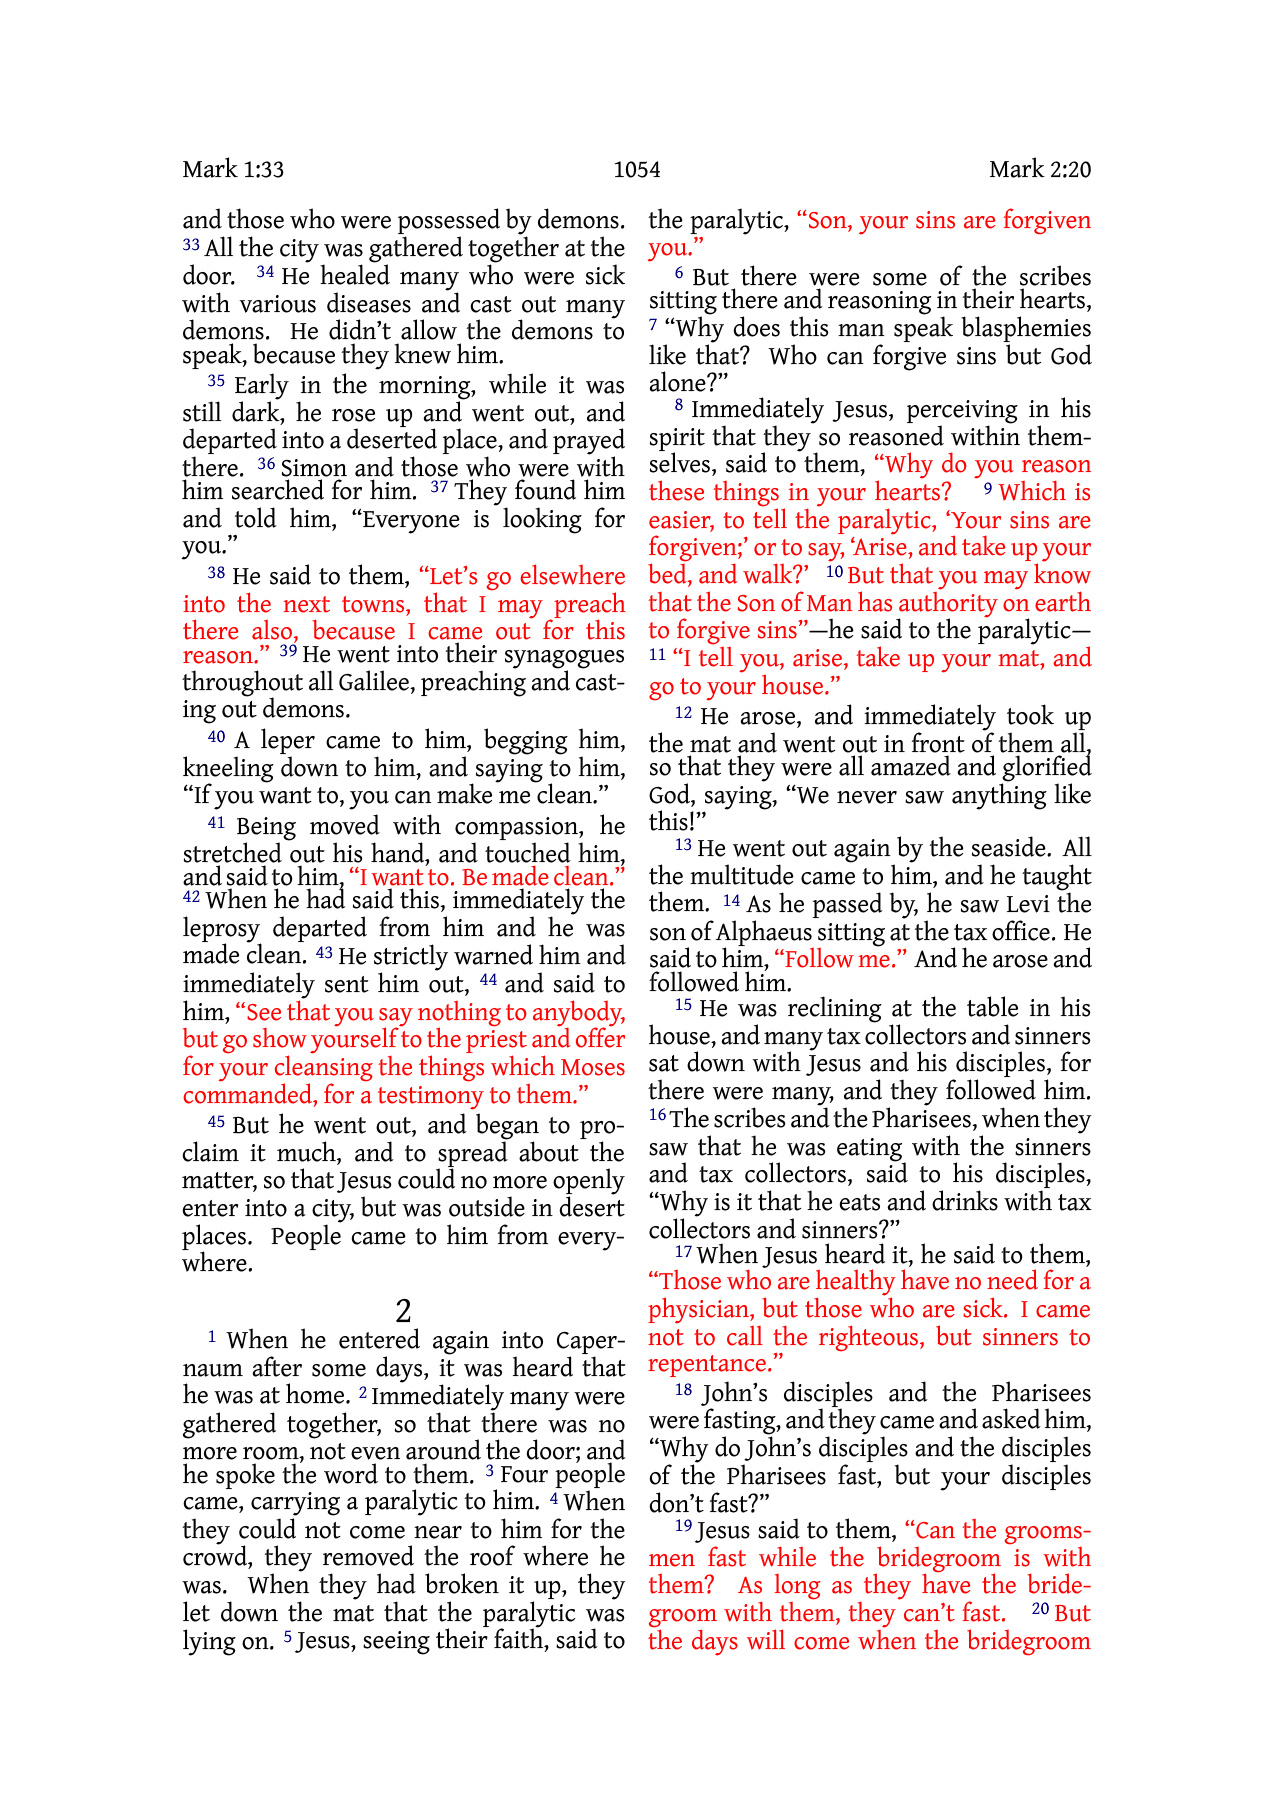 Mark 1:33 1054 Mark 2:20
and those who were possessed by demons.
33 All the city was gathered together at the
door. 34 He healed many who were sick
with various diseases and cast out many
demons. He didn’t allow the demons to
speak, because they knew him.
35 Early in the morning, while it was
still dark, he rose up and went out, and
departed into a deserted place, and prayed
there. 36 Simon and those who were with
him searched for him. 37 They found him
and told him, “Everyone is looking for
you.”
38 He said to them, “Let’s go elsewhere
into the next towns, that I may preach
there also, because I came out for this
reason.” 39 He went into their synagogues
throughout all Galilee, preaching and cast-
ing out demons.
40 A leper came to him, begging him,
kneeling down to him, and saying to him,
“If you want to, you can make me clean.”
41 Being moved with compassion, he
stretched out his hand, and touched him,
and said to him, “I want to. Be made clean.”
42 When he had said this, immediately the
leprosy departed from him and he was
made clean. 43 He strictly warned him and
immediately sent him out, 44 and said to
him, “See that you say nothing to anybody,
but go show yourself to the priest and offer
for your cleansing the things which Moses
commanded, for a testimony to them.”
45 But he went out, and began to pro-
claim it much, and to spread about the
matter, so that Jesus could no more openly
enter into a city, but was outside in desert
places. People came to him from every-
where.
2
1 When he entered again into Caper-
naum after some days, it was heard that
he was at home. 2 Immediately many were
gathered together, so that there was no
more room, not even around the door; and
he spoke the word to them. 3 Four people
came, carrying a paralytic to him. 4 When
they could not come near to him for the
crowd, they removed the roof where he
was. When they had broken it up, they
let down the mat that the paralytic was
lying on. 5 Jesus, seeing their faith, said to
the paralytic, “Son, your sins are forgiven
you.”
6 But there were some of the scribes
sitting there and reasoning in their hearts,
7 “Why does this man speak blasphemies
like that? Who can forgive sins but God
alone?”
8 Immediately Jesus, perceiving in his
spirit that they so reasoned within them-
selves, said to them, “Why do you reason
these things in your hearts? 9 Which is
easier, to tell the paralytic, ‘Your sins are
forgiven;’ or to say, ‘Arise, and take up your
bed, and walk?’ 10 But that you may know
that the Son of Man has authority on earth
to forgive sins”—he said to the paralytic—
11 “I tell you, arise, take up your mat, and
go to your house.”
12 He arose, and immediately took up
the mat and went out in front of them all,
so that they were all amazed and glorified
God, saying, “We never saw anything like
this!”
13 He went out again by the seaside. All
the multitude came to him, and he taught
them. 14 As he passed by, he saw Levi the
son of Alphaeus sitting at the tax office. He
said to him, “Follow me.” And he arose and
followed him.
15 He was reclining at the table in his
house, and many tax collectors and sinners
sat down with Jesus and his disciples, for
there were many, and they followed him.
16 The scribes and the Pharisees, when they
saw that he was eating with the sinners
and tax collectors, said to his disciples,
“Why is it that he eats and drinks with tax
collectors and sinners?”
17 When Jesus heard it, he said to them,
“Those who are healthy have no need for a
physician, but those who are sick. I came
not to call the righteous, but sinners to
repentance.”
18 John’s disciples and the Pharisees
were fasting, and they came and asked him,
“Why do John’s disciples and the disciples
of the Pharisees fast, but your disciples
don’t fast?”
19 Jesus said to them, “Can the grooms-
men fast while the bridegroom is with
them? As long as they have the bride-
groom with them, they can’t fast. 20 But
the days will come when the bridegroom